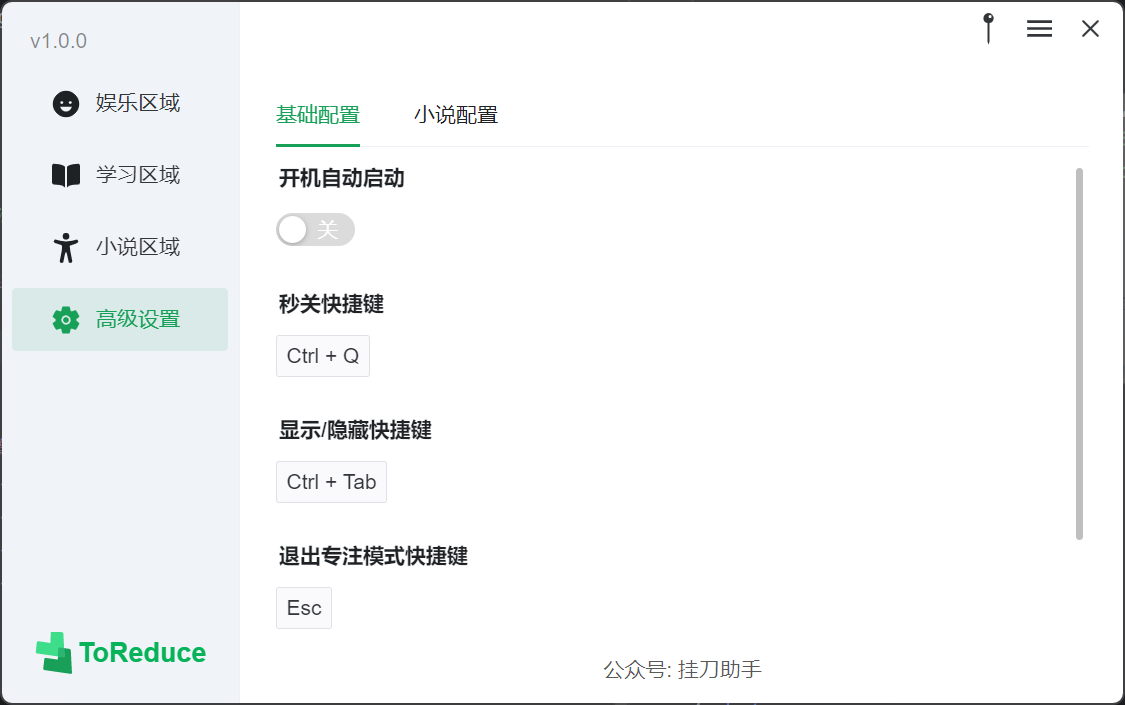 v1.0.0
娱乐区域
学习区域
小说区域
高级设置
ToReduce
基础配置
小说配置
开机自动启动
关
秒关快捷键
Ctrl + Q
显示/隐藏快捷键
Ctrl + Tab
退出专注模式快捷键
Esc
公众号: 挂刀助手